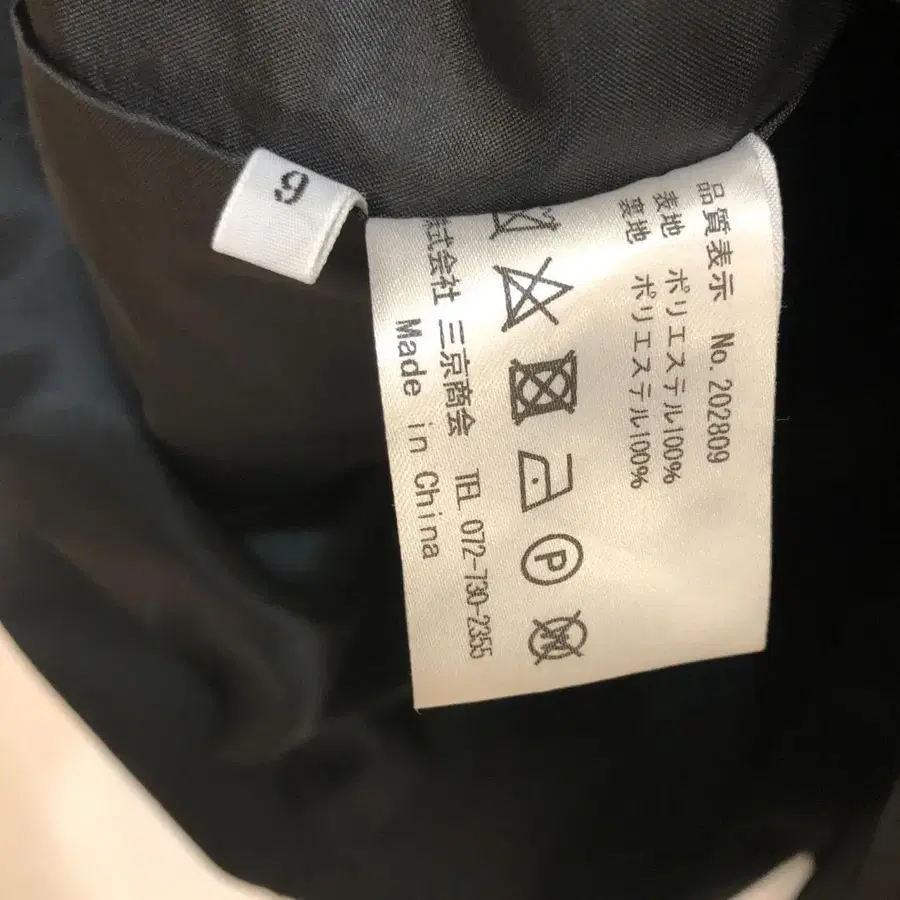 9
品質表示 No. 202809
表地 ポリエステル100%
裏地 ポリエステル100%
P
W
株式会社 三京商会 TEL 072-730-2355
Made in China